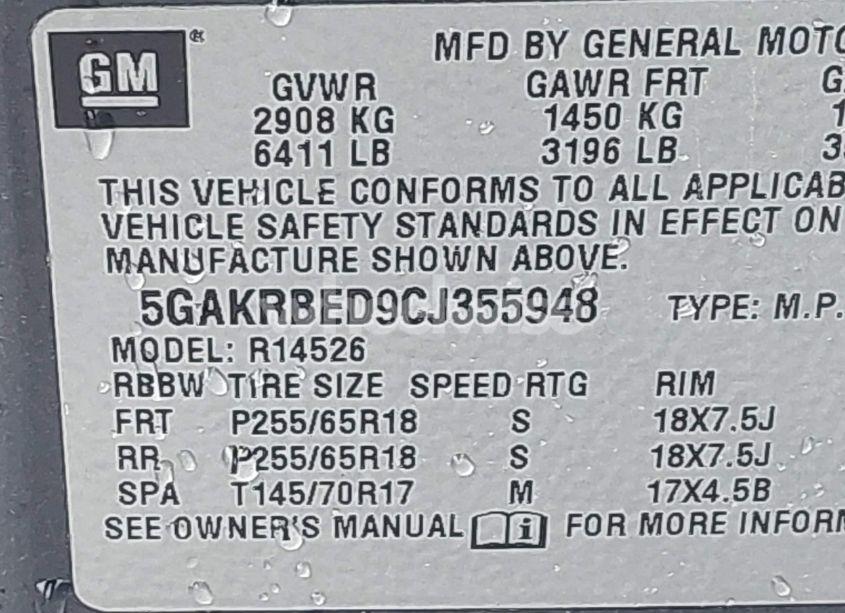 GM
MFD BY GENERAL MOTO
GVWR GAWR FRT
2908 KG 1450 KG
6411 LB 3196 LB
THIS VEHICLE CONFORMS TO ALL APPLICAB
VEHICLE SAFETY STANDARDS IN EFFECT ON
MANUFACTURE SHOWN ABOVE.
5GAKRBED9CJ355948 TYPE: M.P.
MODEL: R14526
RBBW TIRE SIZE SPEED RTG RIM
FRT P255/65R18 S 18X7.5J
RR P255/65R18 S 18X7.5J
SPA T145/70R17 M 17X4.5B
SEE OWNER'S MANUAL i FOR MORE INFORM